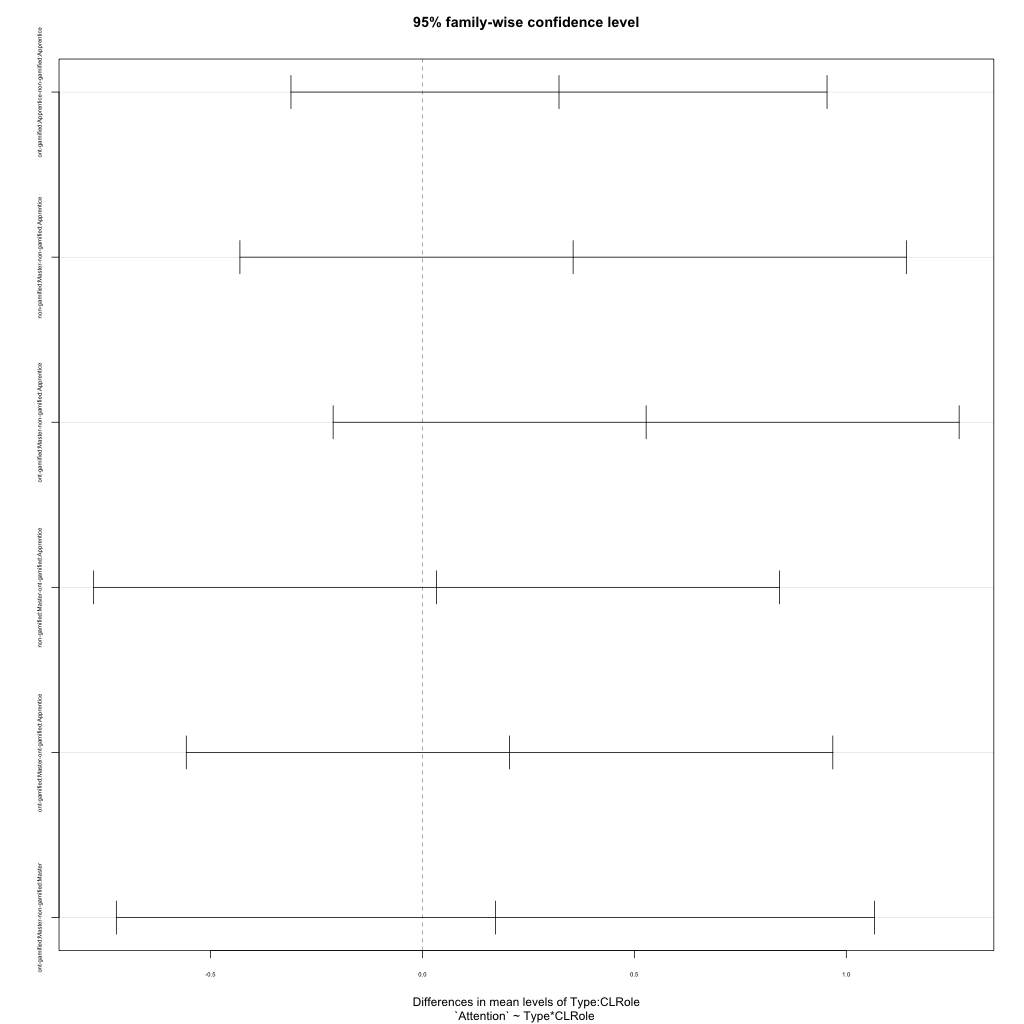 95% family-wise confidence level
ont-gamified:Apprentice-non-gamified:Apprentice
non-gamified:Master-non-gamified:Apprentice
ont-gamified:Master-non-gamified:Apprentice
non-gamified:Master-ont-gamified:Apprentice
ont-gamified:Master-ont-gamified:Apprentice
ont-gamified:Master-non-gamified:Master
-0.5 0.0 0.5 1.0
Differences in mean levels of Type:CLRole
`Attention` ~ Type*CLRole